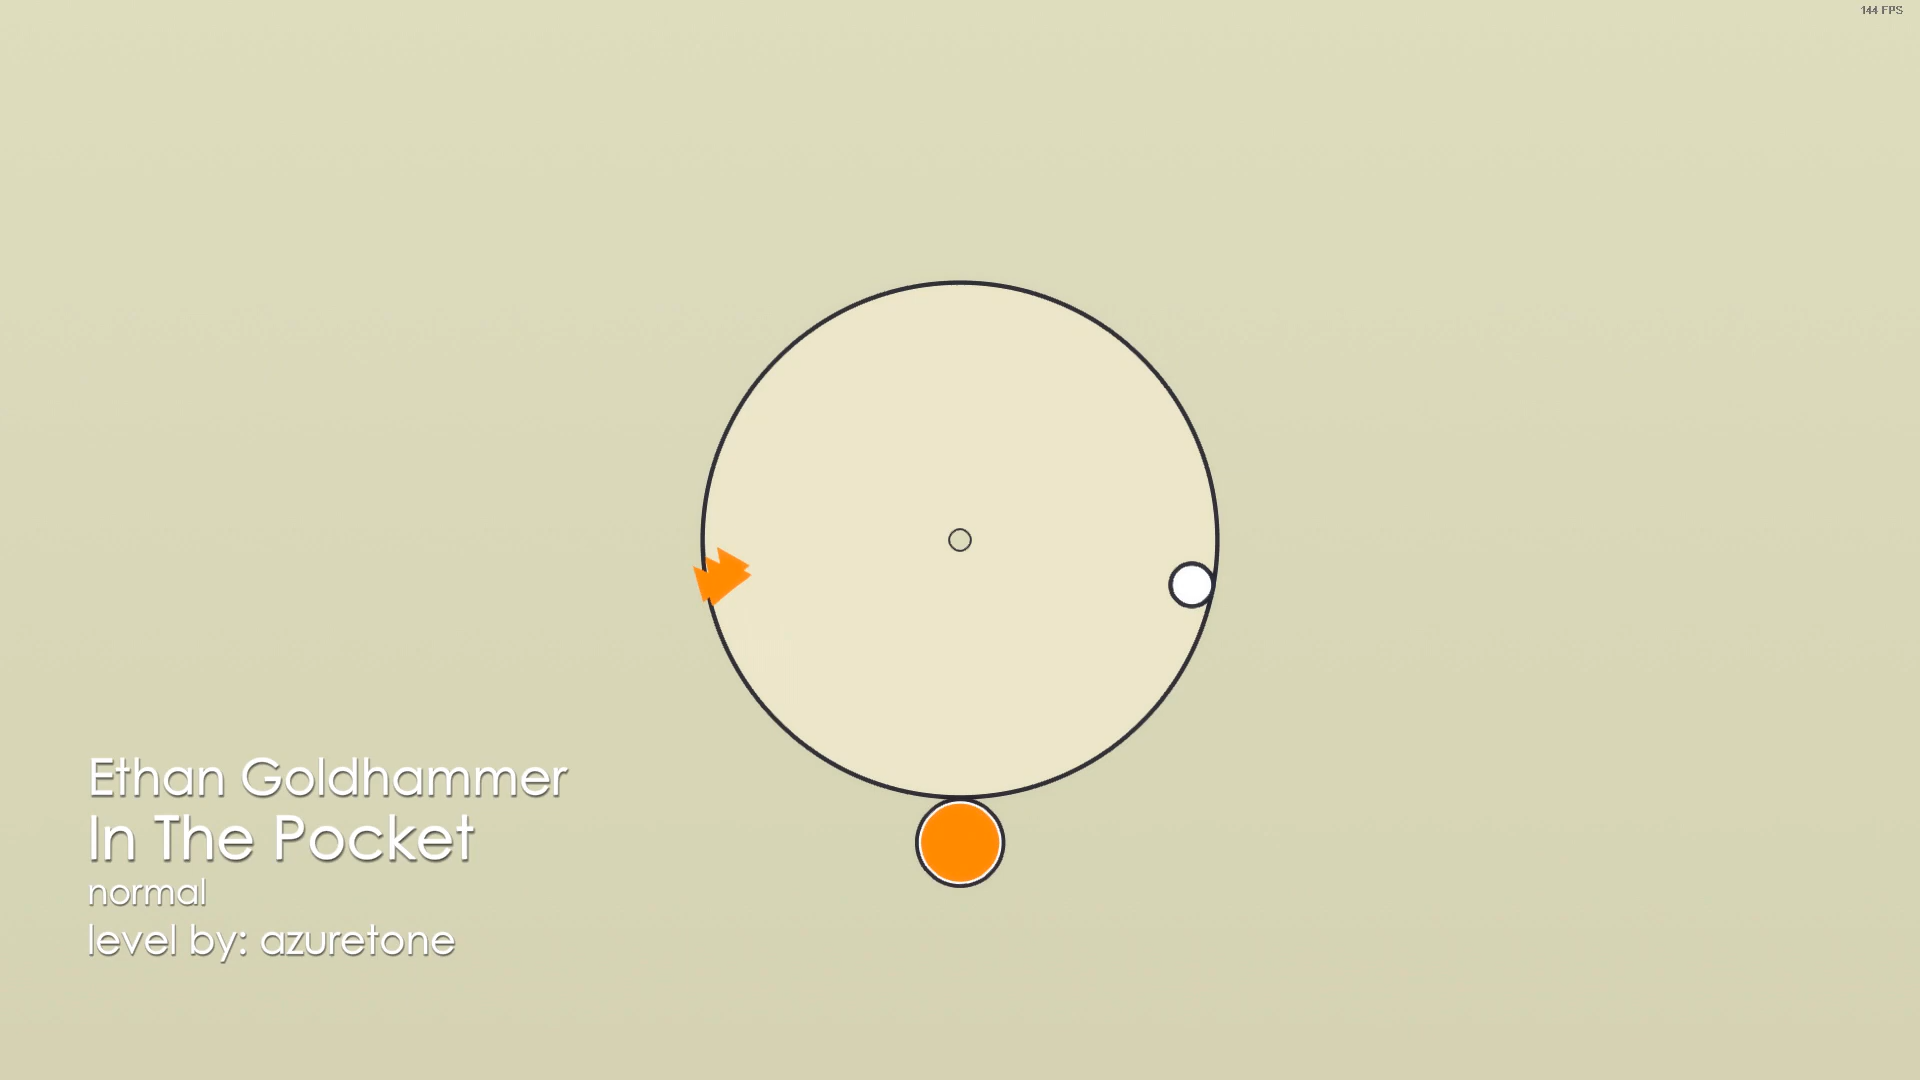 144 FPS
Ethan Goldhammer
In The Pocket
normal
level by: azuretone